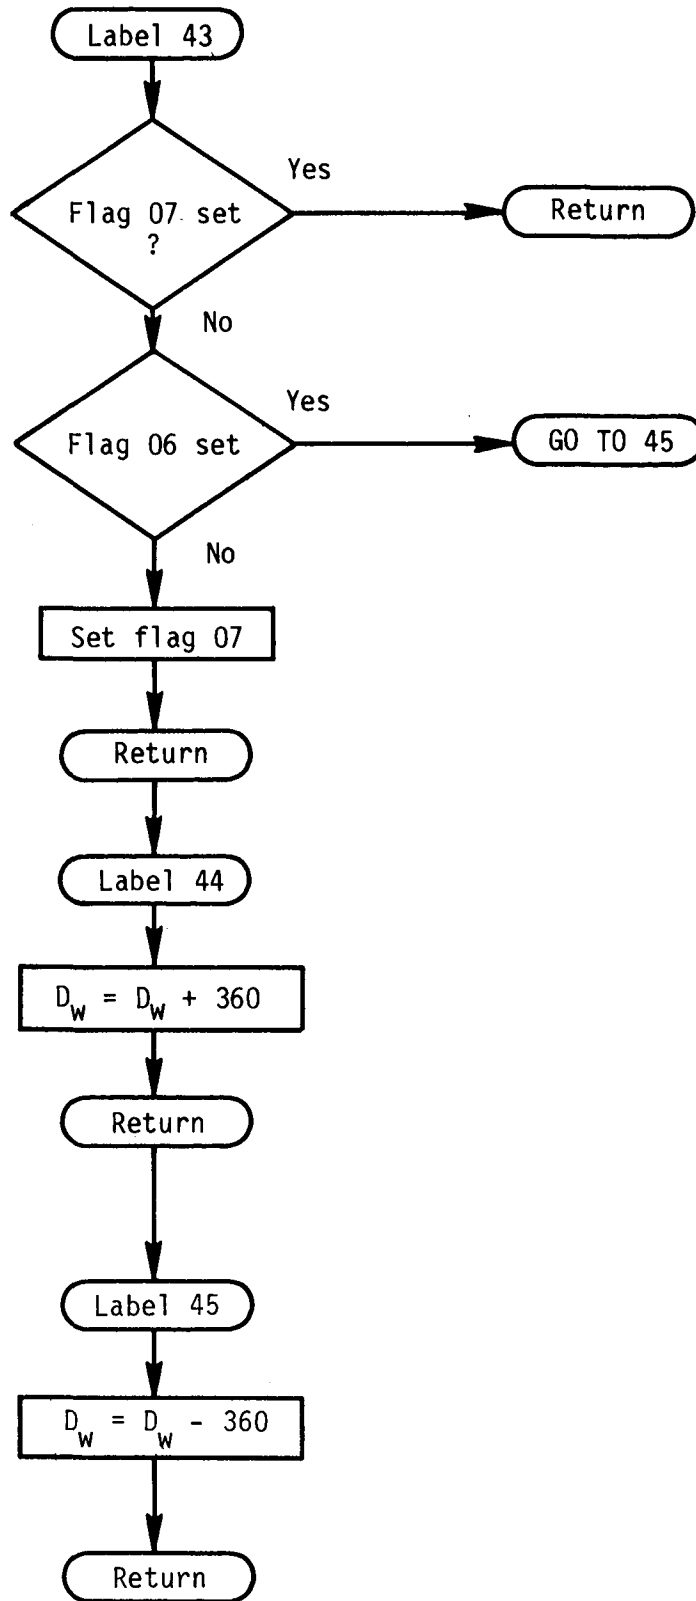 Label 43
Yes
Flag 07 set
?
Return
No
Yes
Flag 06 set
GO TO 45
No
Set flag 07
Return
Label 44
D_W = D_W + 360
Return
Label 45
D_W = D_W - 360
Return